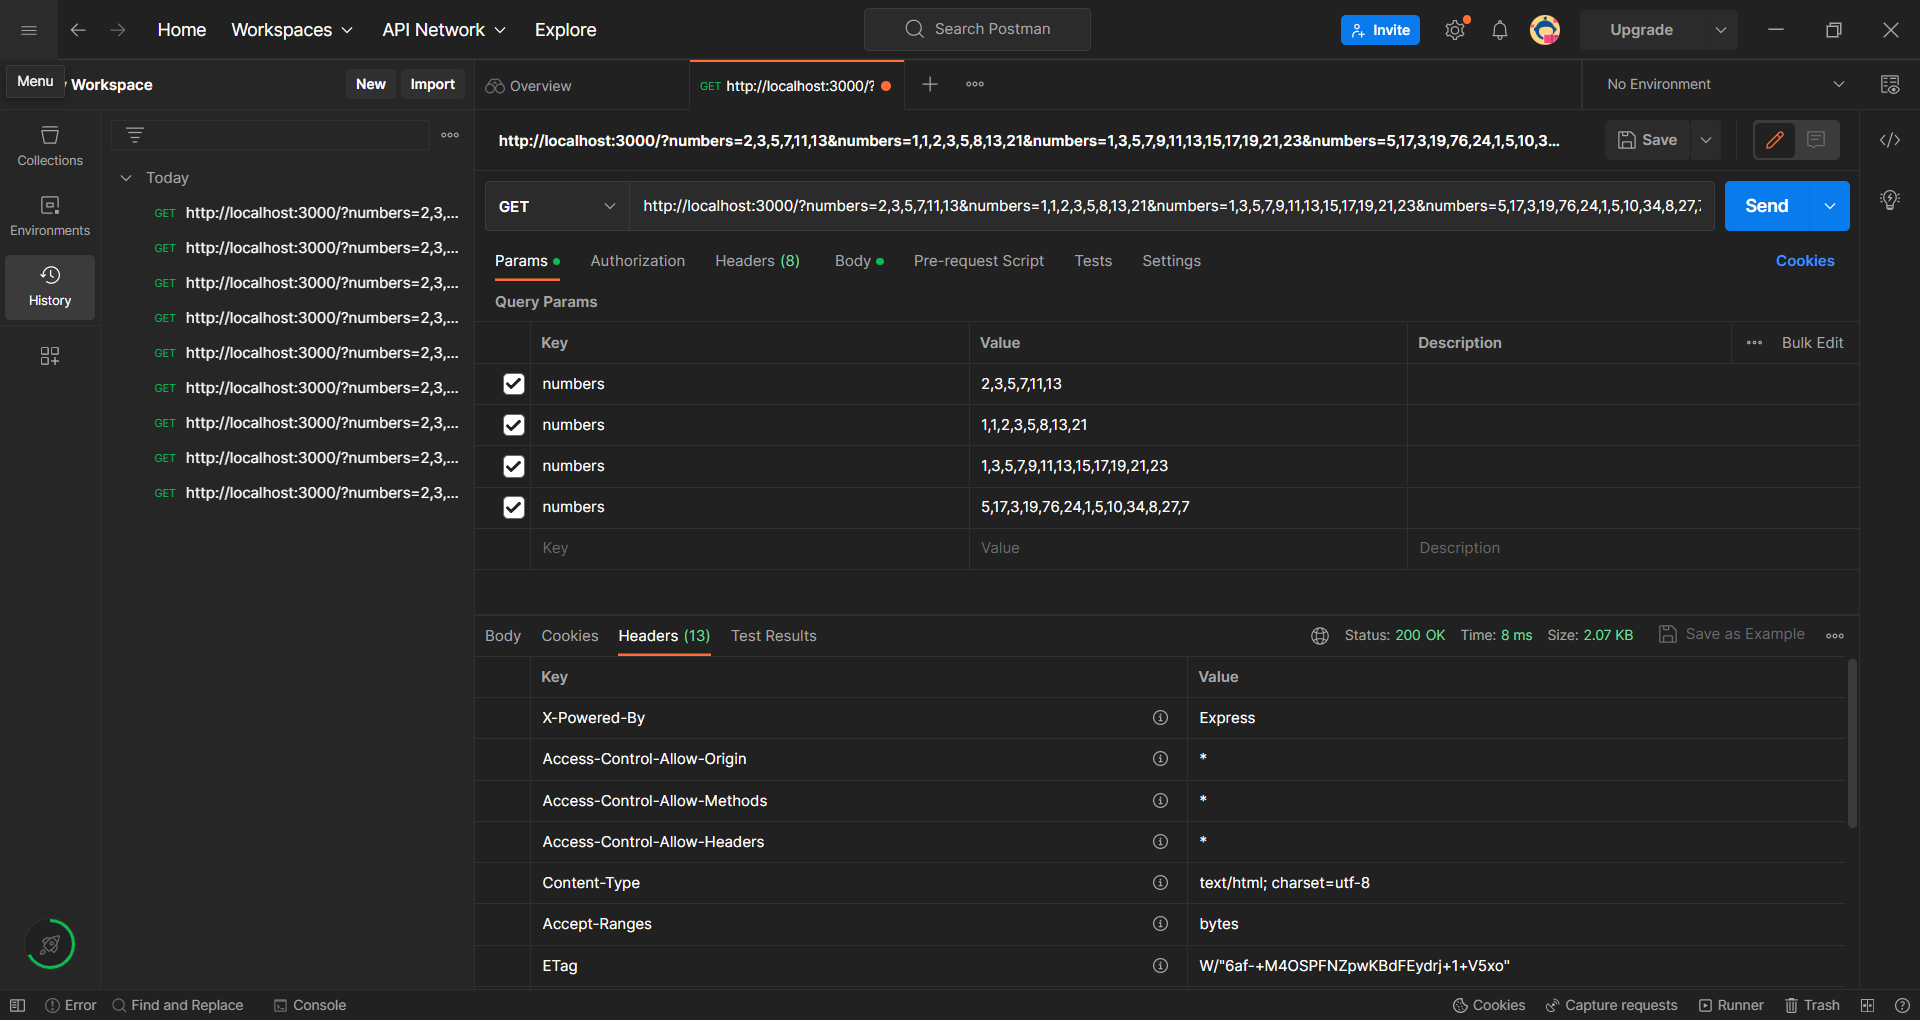 Home Workspaces API Network Explore Search Postman Invite Upgrade
Menu
Workspace New Import
Overview GET http://localhost:3000/? No Environment
Collections
Environments
History
Today
GET http://localhost:3000/?numbers=2,3,...
GET http://localhost:3000/?numbers=2,3,...
GET http://localhost:3000/?numbers=2,3,...
GET http://localhost:3000/?numbers=2,3,...
GET http://localhost:3000/?numbers=2,3,...
GET http://localhost:3000/?numbers=2,3,...
GET http://localhost:3000/?numbers=2,3,...
GET http://localhost:3000/?numbers=2,3,...
GET http://localhost:3000/?numbers=2,3,...
http://localhost:3000/?numbers=2,3,5,7,11,13&numbers=1,1,2,3,5,8,13,21&numbers=1,3,5,7,9,11,13,15,17,19,21,23&numbers=5,17,3,19,76,24,1,5,10,3... Save
GET http://localhost:3000/?numbers=2,3,5,7,11,13&numbers=1,1,2,3,5,8,13,21&numbers=1,3,5,7,9,11,13,15,17,19,21,23&numbers=5,17,3,19,76,24,1,5,10,34,8,27,7 Send
Params Authorization Headers (8) Body Pre-request Script Tests Settings Cookies
Query Params
Key Value Description Bulk Edit
numbers 2,3,5,7,11,13
numbers 1,1,2,3,5,8,13,21
numbers 1,3,5,7,9,11,13,15,17,19,21,23
numbers 5,17,3,19,76,24,1,5,10,34,8,27,7
Key Value Description
Body Cookies Headers (13) Test Results Status: 200 OK Time: 8 ms Size: 2.07 KB Save as Example
Key Value
X-Powered-By Express
Access-Control-Allow-Origin *
Access-Control-Allow-Methods *
Access-Control-Allow-Headers *
Content-Type text/html; charset=utf-8
Accept-Ranges bytes
ETag W/"6af-+M4OSPFNZpwKBdFEydrj+1+V5xo"
Error Find and Replace Console Cookies Capture requests Runner Trash